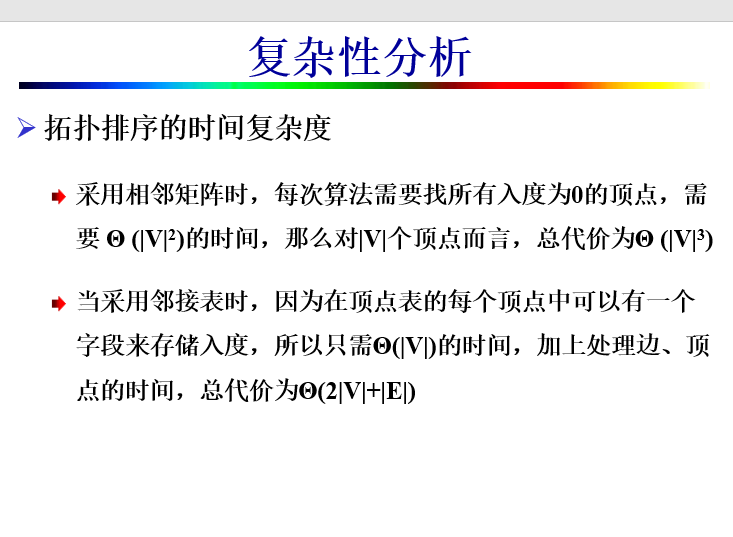 复杂性分析
拓扑排序的时间复杂度
采用相邻矩阵时，每次算法需要找所有入度为0的顶点，需
要 Θ (|V|²)的时间，那么对|V|个顶点而言，总代价为Θ (|V|³)
当采用邻接表时，因为在顶点表的每个顶点中可以有一个
字段来存储入度，所以只需Θ(|V|)的时间，加上处理边、顶
点的时间，总代价为Θ(2|V|+|E|)